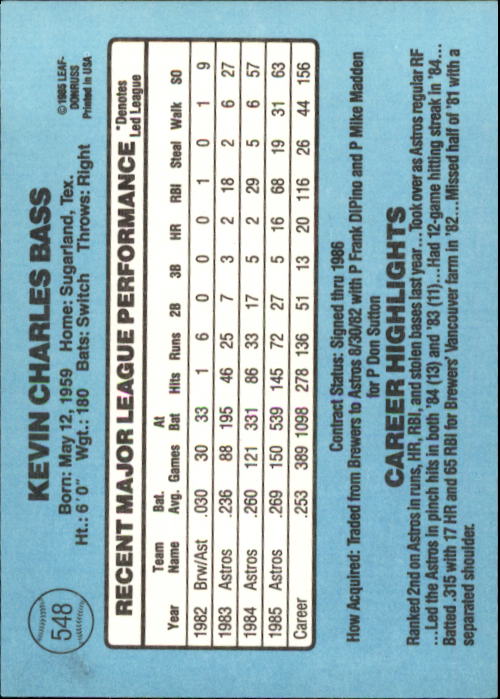 548
KEVIN CHARLES BASS
Born: May 12, 1959 Home: Sugarland, Tex.
Ht.: 6'0" Wgt.: 180 Bats: Switch Throws: Right
©1985 LEAF-
DONRUSS
Printed in USA
RECENT MAJOR LEAGUE PERFORMANCE *Denotes
Led League
Year Team Name Bat. Avg. Games At Bat Hits Runs 2B 3B HR RBI Steal Walk SO
1982 Brw/Ast .030 30 33 1 6 0 0 0 1 0 1 9
1983 Astros .236 88 195 46 25 7 3 2 18 2 6 27
1984 Astros .260 121 331 86 33 17 5 2 29 5 6 57
1985 Astros .269 150 539 145 72 27 5 16 68 19 31 63
Career .253 389 1098 278 136 51 13 20 116 26 44 156
Contract Status: Signed thru 1986
How Acquired: Traded from Brewers to Astros 8/30/82 with P Frank DiPino and P Mike Madden
for P Don Sutton
CAREER HIGHLIGHTS
Ranked 2nd on Astros in runs, HR, RBI, and stolen bases last year...Took over as Astros regular RF
...Led the Astros in pinch hits in both '84 (13) and '83 (11)...Had 12-game hitting streak in '84...
Batted .315 with 17 HR and 65 RBI for Brewers' Vancouver farm in '82...Missed half of '81 with a
separated shoulder.